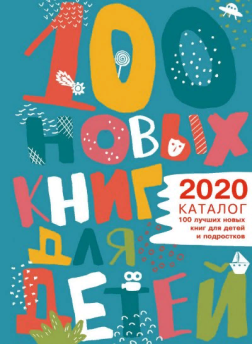 100
НОВЫХ
КНИГ
2020
КАТАЛОГ
100 лучших новых
книг для детей
и подростков
для
ДЕТЕЙ